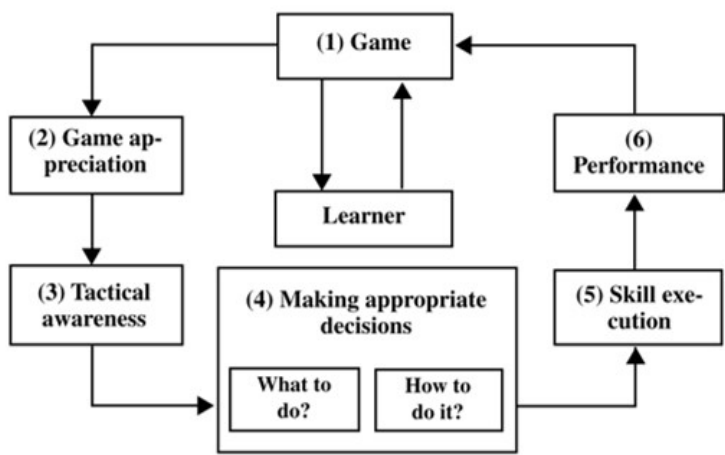 (1) Game
(2) Game ap-
preciation
(6)
Performance
Learner
(3) Tactical
awareness
(4) Making appropriate
decisions
(5) Skill exe-
cution
What to
do?
How to
do it?